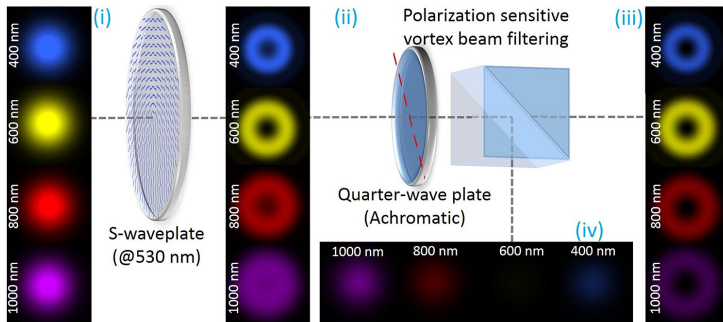 (i)
400 nm
600 nm
800 nm
1000 nm
S-waveplate
(@530 nm)
(ii)
400 nm
600 nm
800 nm
1000 nm
Polarization sensitive
vortex beam filtering
Quarter-wave plate
(Achromatic)
(iii)
400 nm
600 nm
800 nm
1000 nm
(iv)
1000 nm 800 nm 600 nm 400 nm